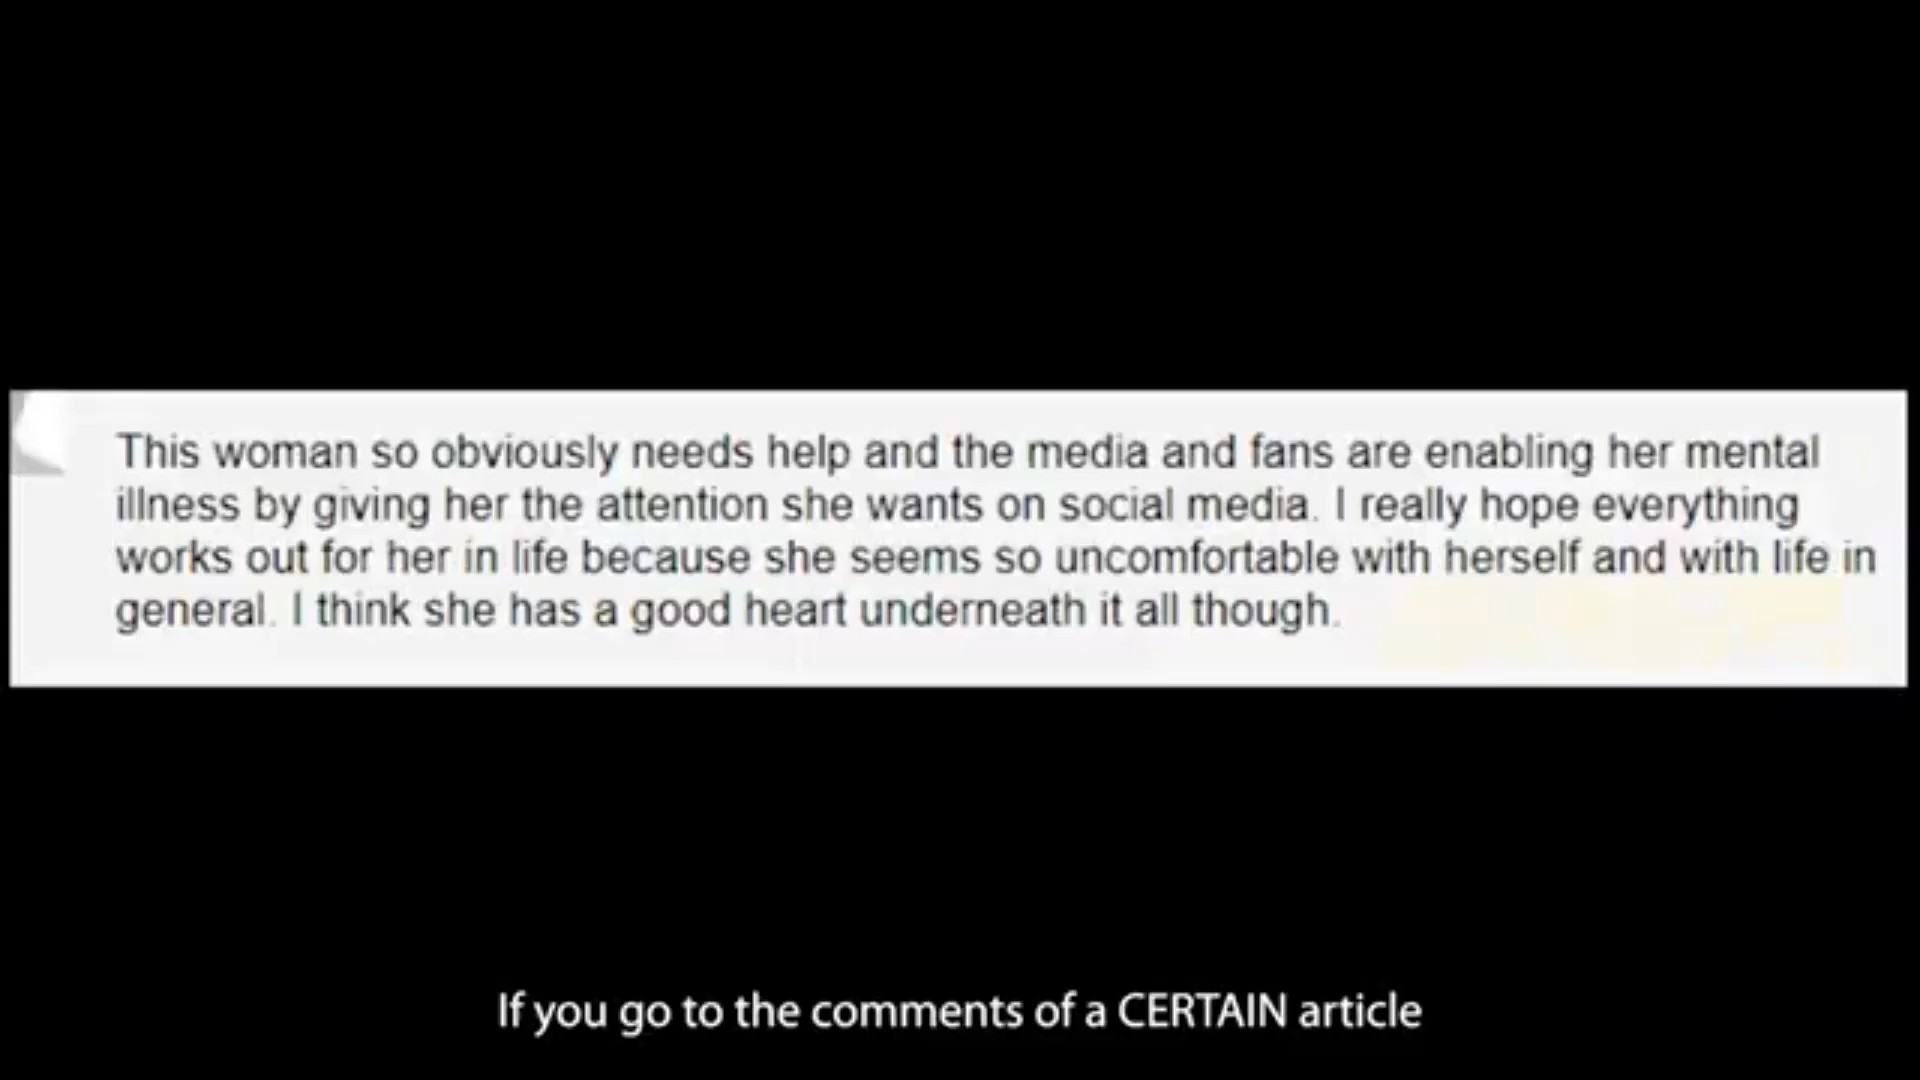 This woman so obviously needs help and the media and fans are enabling her mental
illness by giving her the attention she wants on social media. I really hope everything
works out for her in life because she seems so uncomfortable with herself and with life in
general. I think she has a good heart underneath it all though.
If you go to the comments of a CERTAIN article